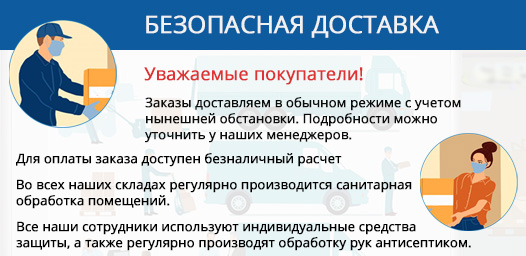 БЕЗОПАСНАЯ ДОСТАВКА
Уважаемые покупатели!
Заказы доставляем в обычном режиме с учетом
нынешней обстановки. Подробности можно
уточнить у наших менеджеров.
Для оплаты заказа доступен безналичный расчет
Во всех наших складах регулярно производится санитарная
обработка помещений.
Все наши сотрудники используют индивидуальные средства
защиты, а также регулярно производят обработку рук антисептиком.